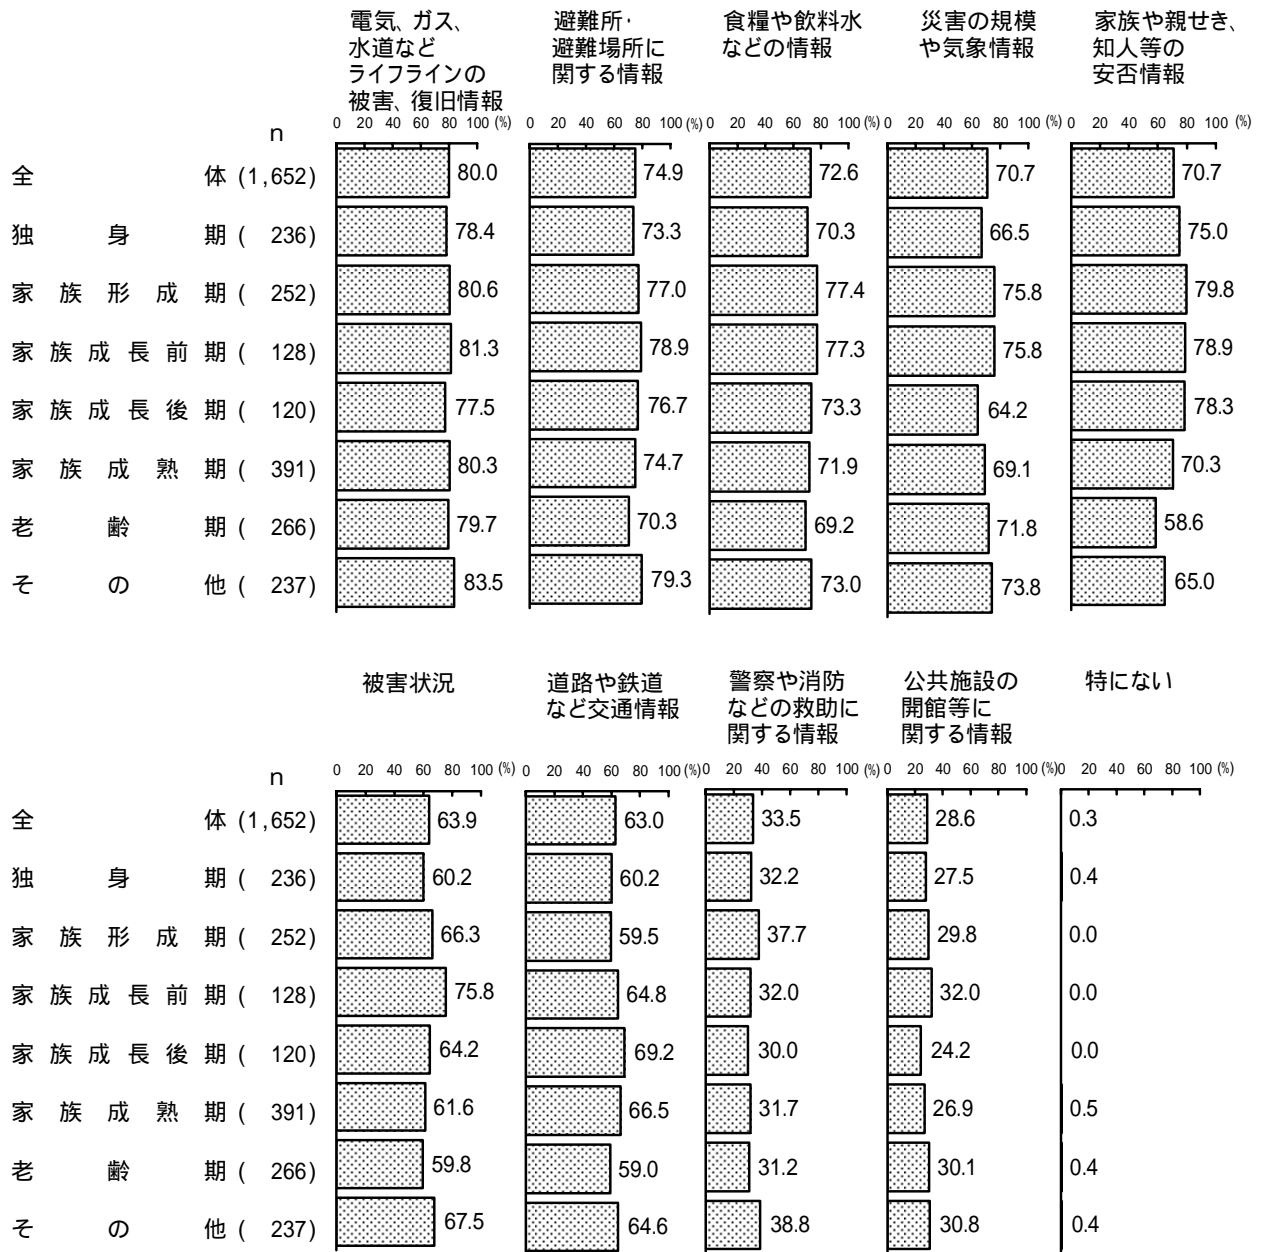 電気、ガス、
水道など
ライフラインの
被害、復旧情報
避難所・
避難場所に
関する情報
食糧や飲料水
などの情報
災害の規模
や気象情報
家族や親せき、
知人等の
安否情報
n
0 20 40 60 80 100 (%) 0 20 40 60 80 100 (%) 0 20 40 60 80 100 (%) 0 20 40 60 80 100 (%) 0 20 40 60 80 100 (%)
全体 (1,652) 80.0 74.9 72.6 70.7 70.7
独身期 ( 236) 78.4 73.3 70.3 66.5 75.0
家族形成期 ( 252) 80.6 77.0 77.4 75.8 79.8
家族成長前期 ( 128) 81.3 78.9 77.3 75.8 78.9
家族成長後期 ( 120) 77.5 76.7 73.3 64.2 78.3
家族成熟期 ( 391) 80.3 74.7 71.9 69.1 70.3
老齢期 ( 266) 79.7 70.3 69.2 71.8 58.6
その他 ( 237) 83.5 79.3 73.0 73.8 65.0
被害状況
道路や鉄道
など交通情報
警察や消防
などの救助に
関する情報
公共施設の
開館等に
関する情報
特にない
n
0 20 40 60 80 100 (%) 0 20 40 60 80 100 (%) 0 20 40 60 80 100 (%) 0 20 40 60 80 100 (%) 0 20 40 60 80 100 (%)
全体 (1,652) 63.9 63.0 33.5 28.6 0.3
独身期 ( 236) 60.2 60.2 32.2 27.5 0.4
家族形成期 ( 252) 66.3 59.5 37.7 29.8 0.0
家族成長前期 ( 128) 75.8 64.8 32.0 32.0 0.0
家族成長後期 ( 120) 64.2 69.2 30.0 24.2 0.0
家族成熟期 ( 391) 61.6 66.5 31.7 26.9 0.5
老齢期 ( 266) 59.8 59.0 31.2 30.1 0.4
その他 ( 237) 67.5 64.6 38.8 30.8 0.4